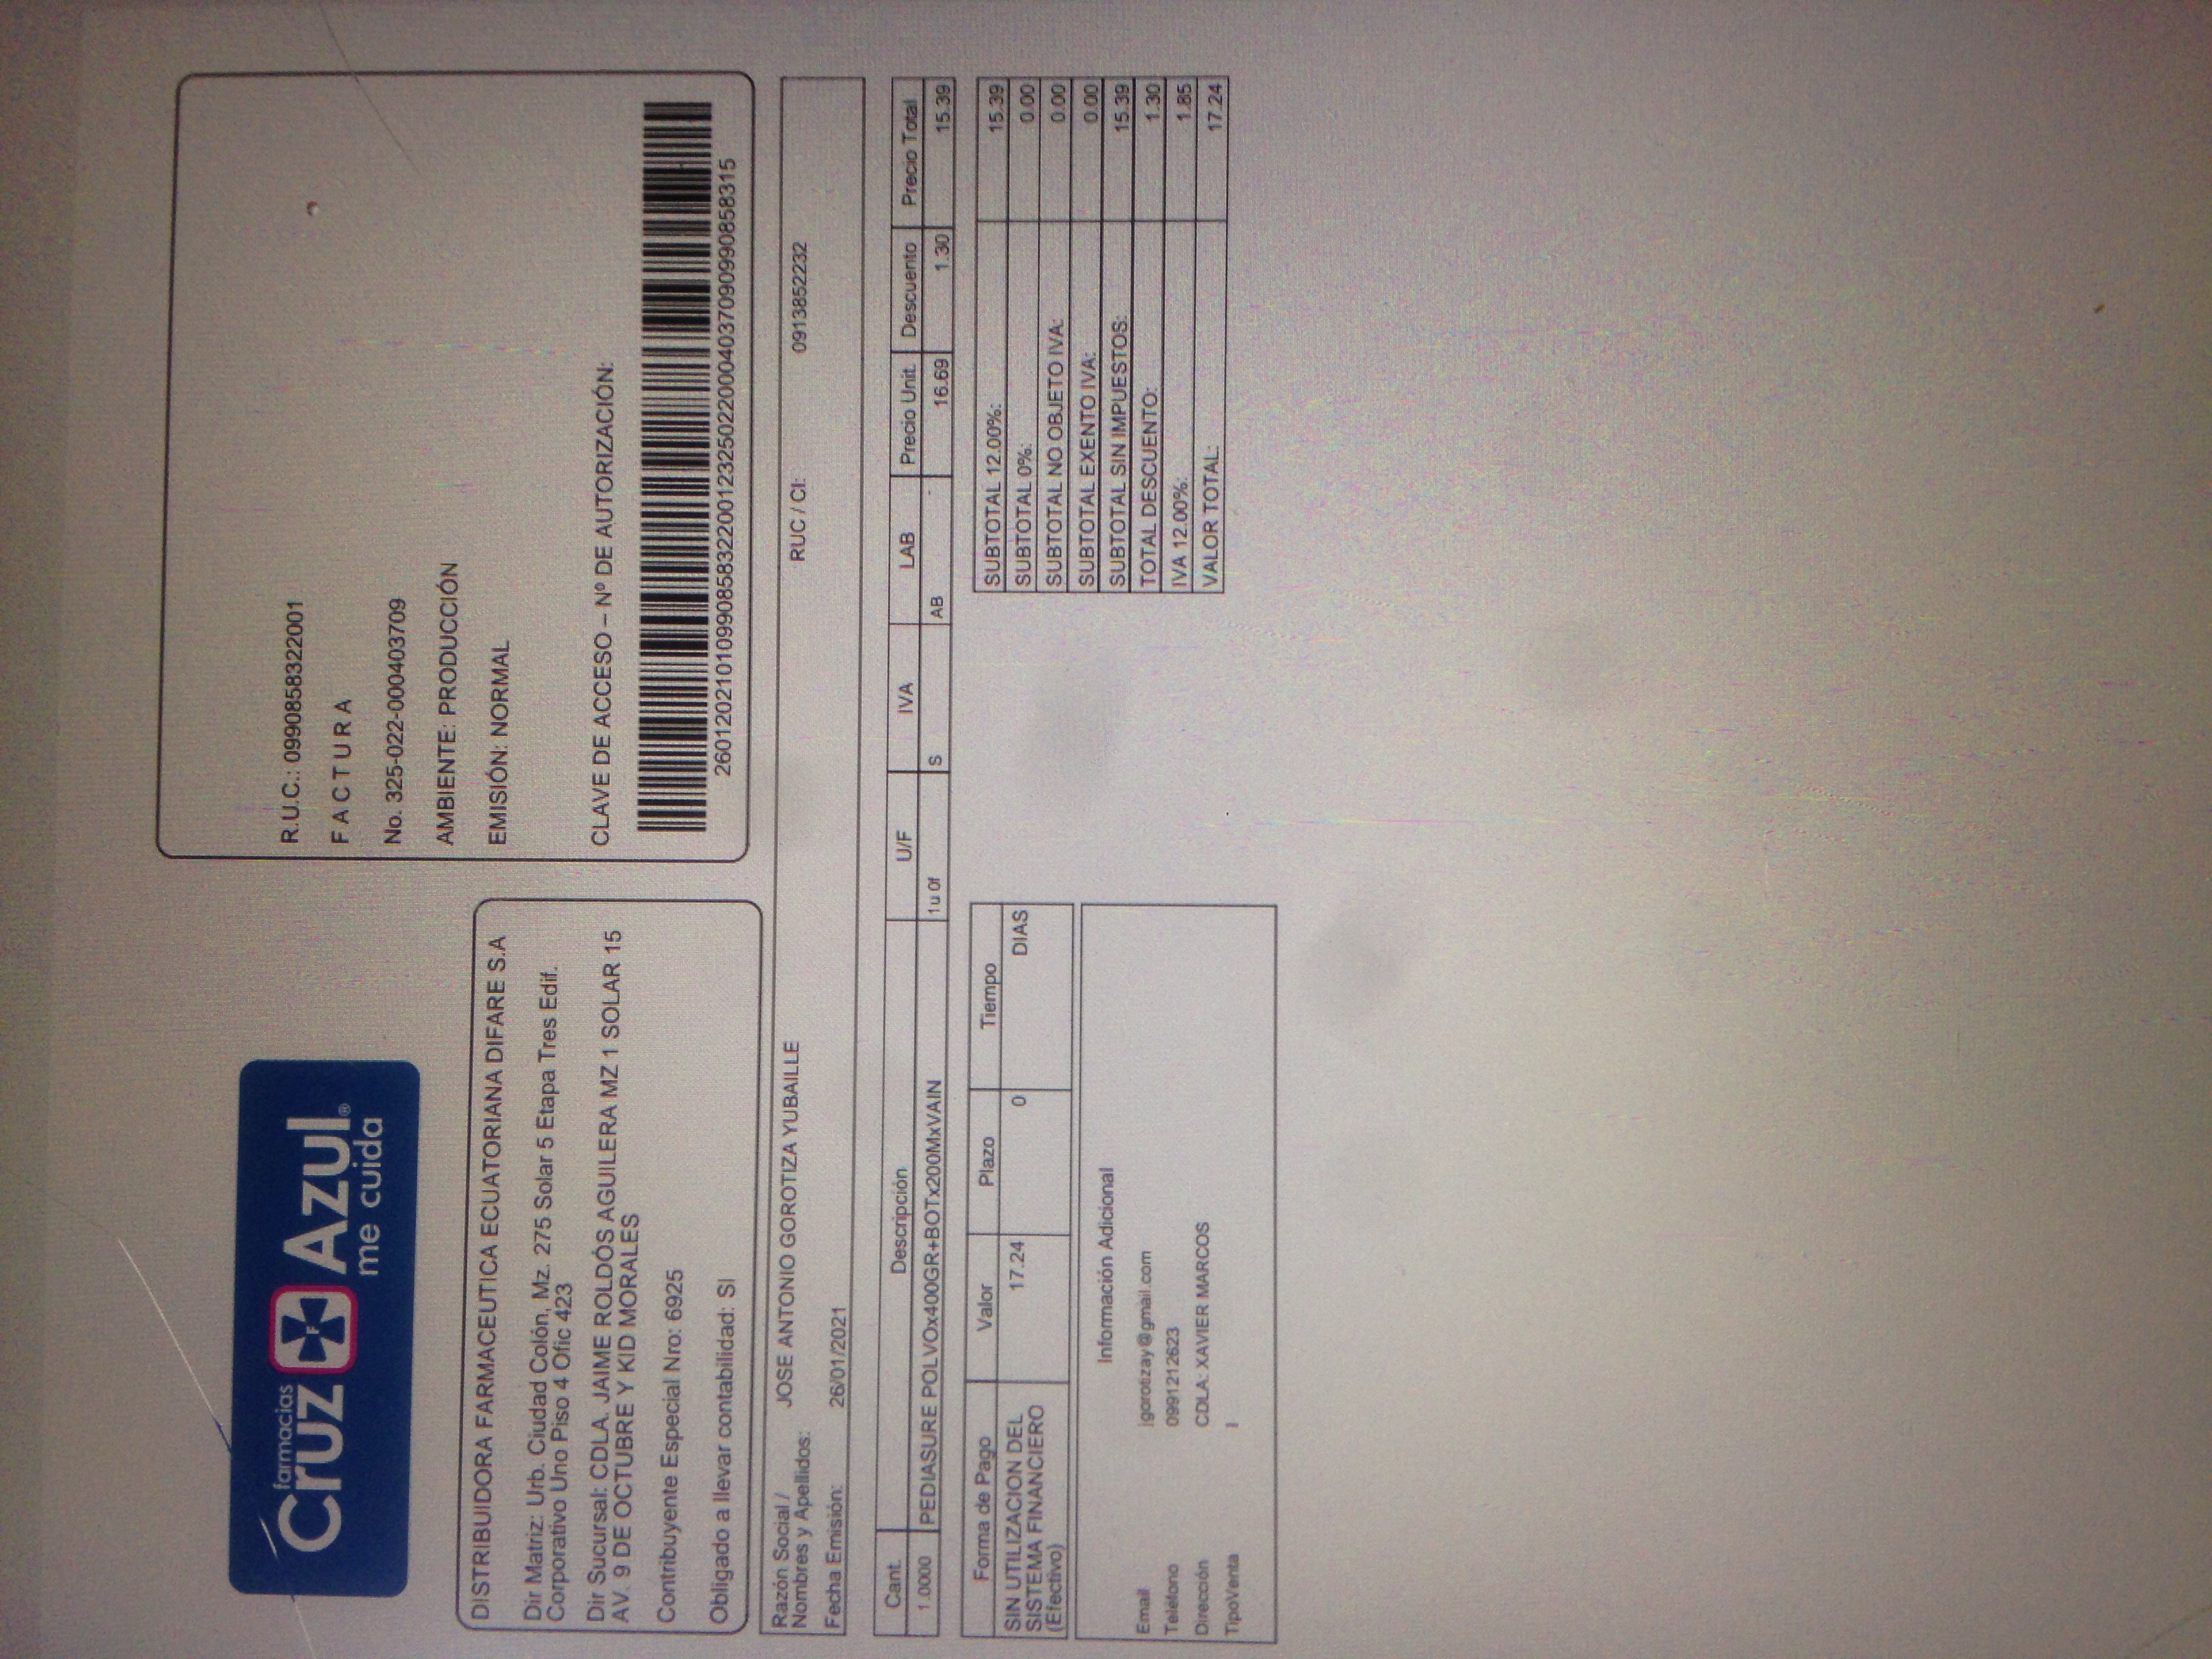 farmacias
Cruz Azul®
me cuida
R.U.C.: 0990858322001
FACTURA
No. 325-022-000403709
AMBIENTE: PRODUCCIÓN
EMISIÓN: NORMAL
CLAVE DE ACCESO – Nº DE AUTORIZACIÓN:
2601202101099085832200123250220004037090990858315
DISTRIBUIDORA FARMACEUTICA ECUATORIANA DIFARE S.A
Dir Matriz: Urb. Ciudad Colón, Mz. 275 Solar 5 Etapa Tres Edif.
Corporativo Uno Piso 4 Ofic 423
Dir Sucursal: CDLA. JAIME ROLDÓS AGUILERA MZ 1 SOLAR 15
AV. 9 DE OCTUBRE Y KID MORALES
Contribuyente Especial Nro: 6925
Obligado a llevar contabilidad: SI
Razón Social / JOSE ANTONIO GOROTIZA YUBAILLE RUC / CI: 0913852232
Nombres y Apellidos:
Fecha Emisión: 26/01/2021
Cant. Descripción U/F IVA LAB Precio Unit. Descuento Precio Total
1.0000 PEDIASURE POLVOx400GR+BOTx200MxVAIN 1u 0f S AB 16.69 1.30 15.39
Forma de Pago Valor Plazo Tiempo
SIN UTILIZACION DEL 17.24 0 DIAS
SISTEMA FINANCIERO
(Efectivo)
Información Adicional
Email jgorotizay@gmail.com
Teléfono 0991212623
Dirección CDLA: XAVIER MARCOS
TipoVenta I
SUBTOTAL 12.00%: 15.39
SUBTOTAL 0%: 0.00
SUBTOTAL NO OBJETO IVA: 0.00
SUBTOTAL EXENTO IVA: 0.00
SUBTOTAL SIN IMPUESTOS: 15.39
TOTAL DESCUENTO: 1.30
IVA 12.00%: 1.85
VALOR TOTAL: 17.24